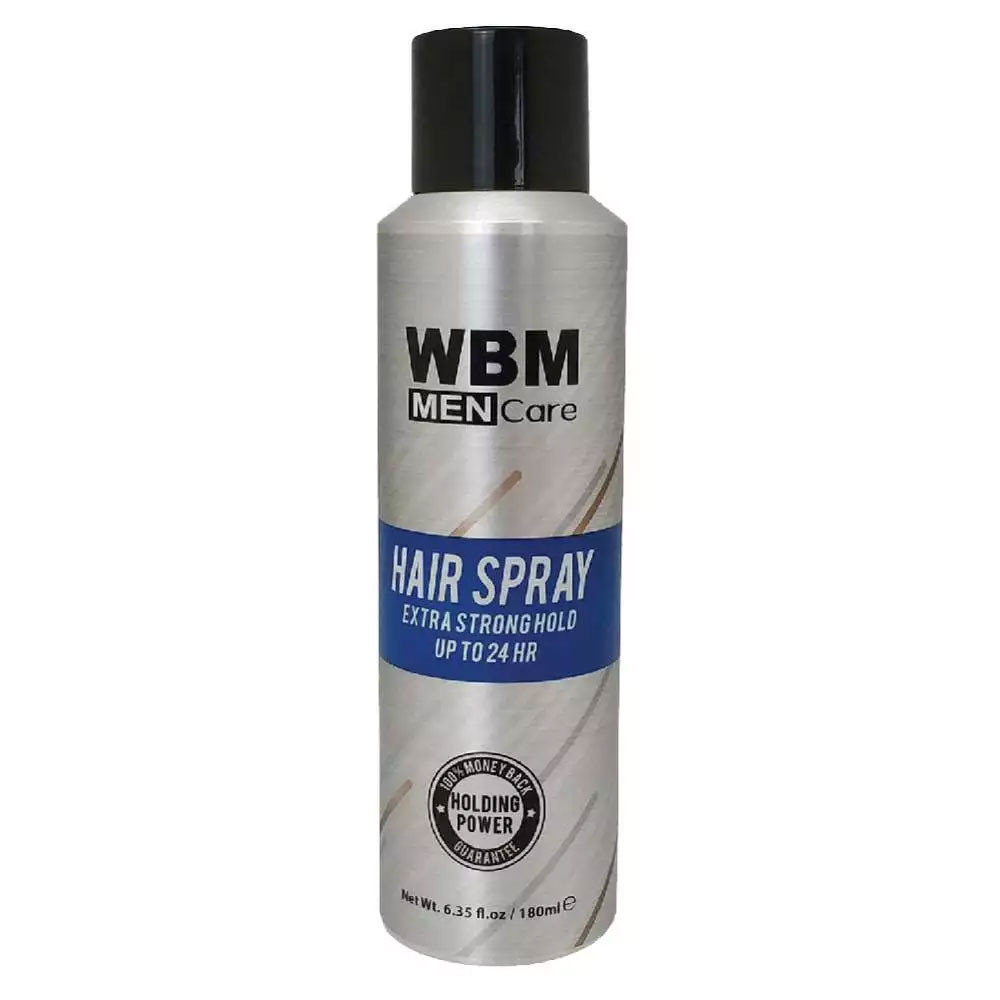 WBM
MEN Care
HAIR SPRAY
EXTRA STRONG HOLD
UP TO 24 HR
100% MONEY BACK
HOLDING
POWER
GUARANTEE
Net Wt. 6.35 fl.oz / 180ml ℮